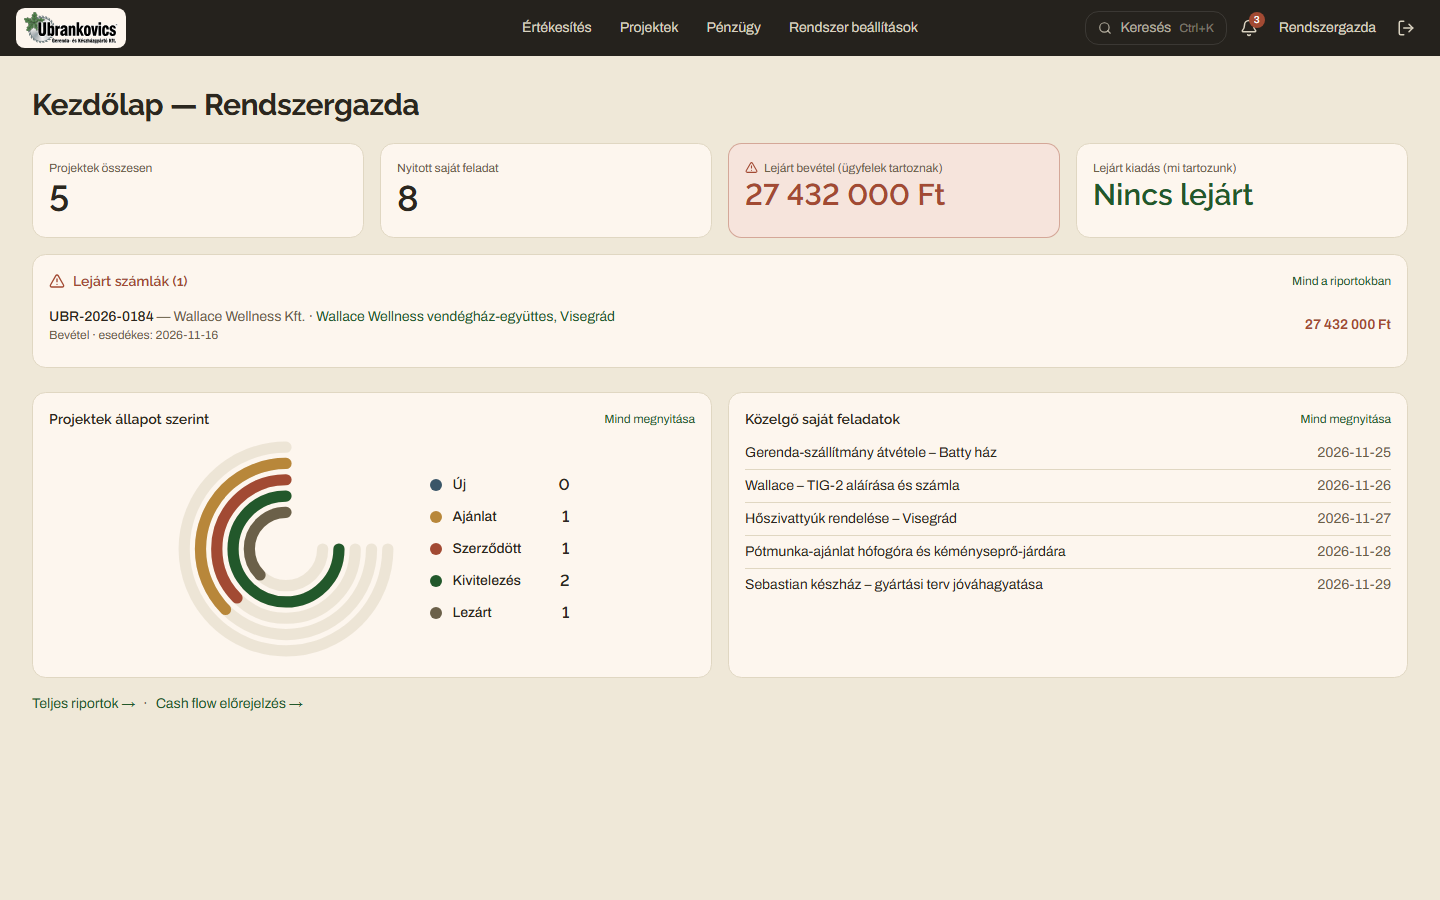 Ubrankovics
Gerenda- és Készházgyártó Kft.
Értékesítés
Projektek
Pénzügy
Rendszer beállítások
Keresés Ctrl+K
3
Rendszergazda
Kezdőlap — Rendszergazda
Projektek összesen
5
Nyitott saját feladat
8
Lejárt bevétel (ügyfelek tartoznak)
27 432 000 Ft
Lejárt kiadás (mi tartozunk)
Nincs lejárt
Lejárt számlák (1)
Mind a riportokban
UBR-2026-0184 — Wallace Wellness Kft. · Wallace Wellness vendégház-együttes, Visegrád
Bevétel · esedékes: 2026-11-16
27 432 000 Ft
Projektek állapot szerint
Mind megnyitása
Új 0
Ajánlat 1
Szerződött 1
Kivitelezés 2
Lezárt 1
Közelgő saját feladatok
Mind megnyitása
Gerenda-szállítmány átvétele – Batty ház 2026-11-25
Wallace – TIG-2 aláírása és számla 2026-11-26
Hőszivattyúk rendelése – Visegrád 2026-11-27
Pótmunka-ajánlat hófogóra és kéményseprő-járdára 2026-11-28
Sebastian készház – gyártási terv jóváhagyatása 2026-11-29
Teljes riportok → · Cash flow előrejelzés →